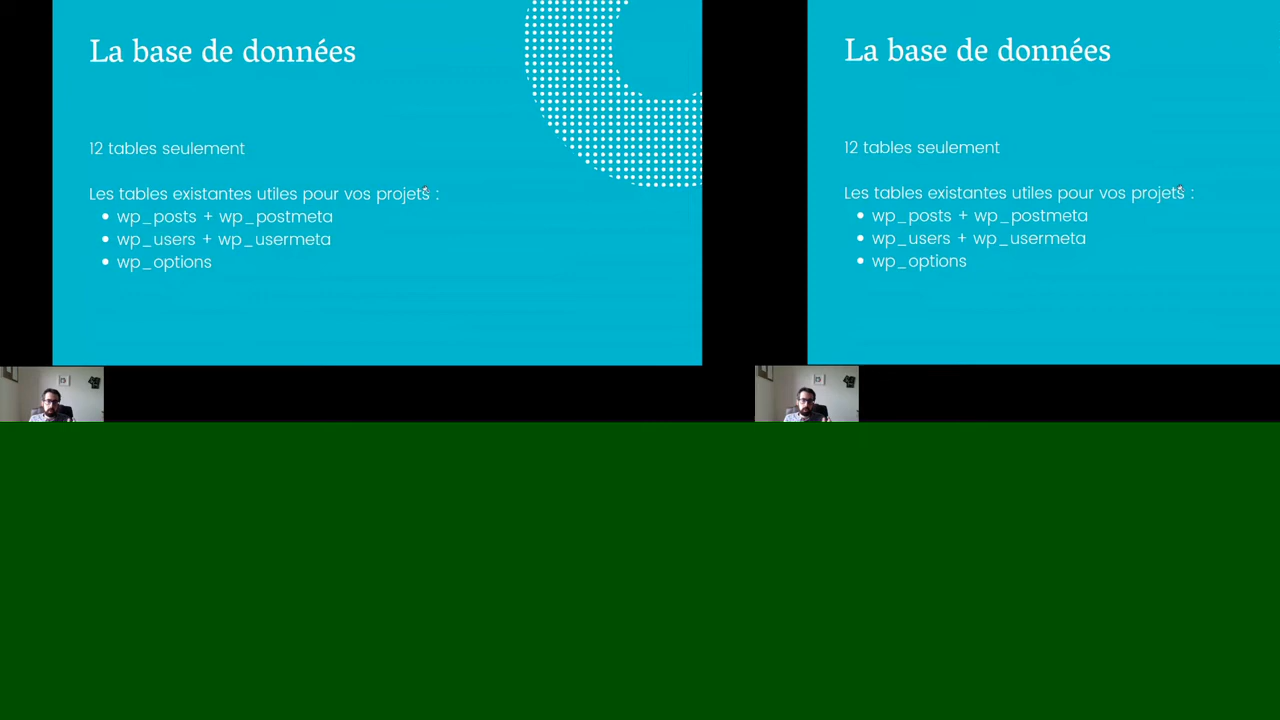 La base de données
12 tables seulement
Les tables existantes utiles pour vos projets :
wp_posts + wp_postmeta
wp_users + wp_usermeta
wp_options
La base de données
12 tables seulement
Les tables existantes utiles pour vos projets :
wp_posts + wp_postmeta
wp_users + wp_usermeta
wp_options